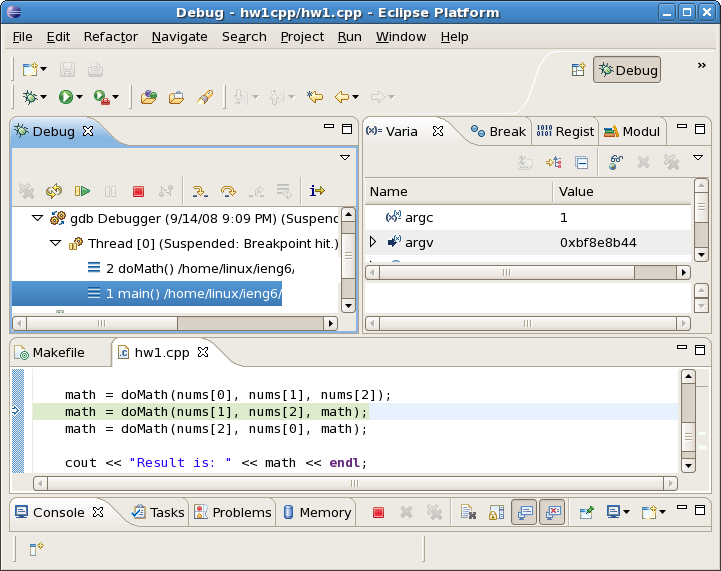 Debug - hw1cpp/hw1.cpp - Eclipse Platform
File Edit Refactor Navigate Search Project Run Window Help
Debug
Debug
Varia Break Regist Modul
Name Value
argc 1
argv 0xbf8e8b44
gdb Debugger (9/14/08 9:09 PM) (Suspend
Thread [0] (Suspended: Breakpoint hit.)
2 doMath() /home/linux/ieng6/
1 main() /home/linux/ieng6/
Makefile hw1.cpp
math = doMath(nums[0], nums[1], nums[2]);
math = doMath(nums[1], nums[2], math);
math = doMath(nums[2], nums[0], math);
cout << "Result is: " << math << endl;
Console Tasks Problems Memory